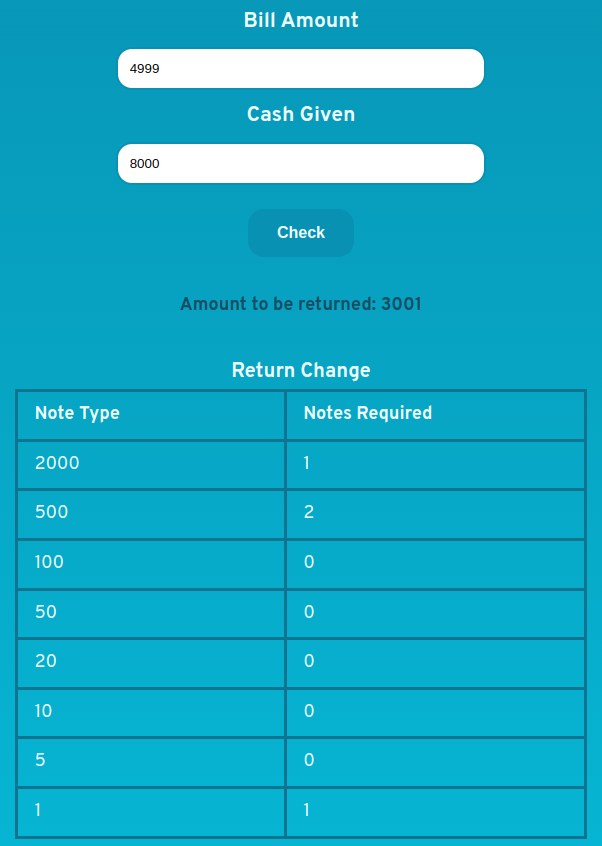 Bill Amount
4999
Cash Given
8000
Check
Amount to be returned: 3001
Return Change
Note Type Notes Required
2000 1
500 2
100 0
50 0
20 0
10 0
5 0
1 1